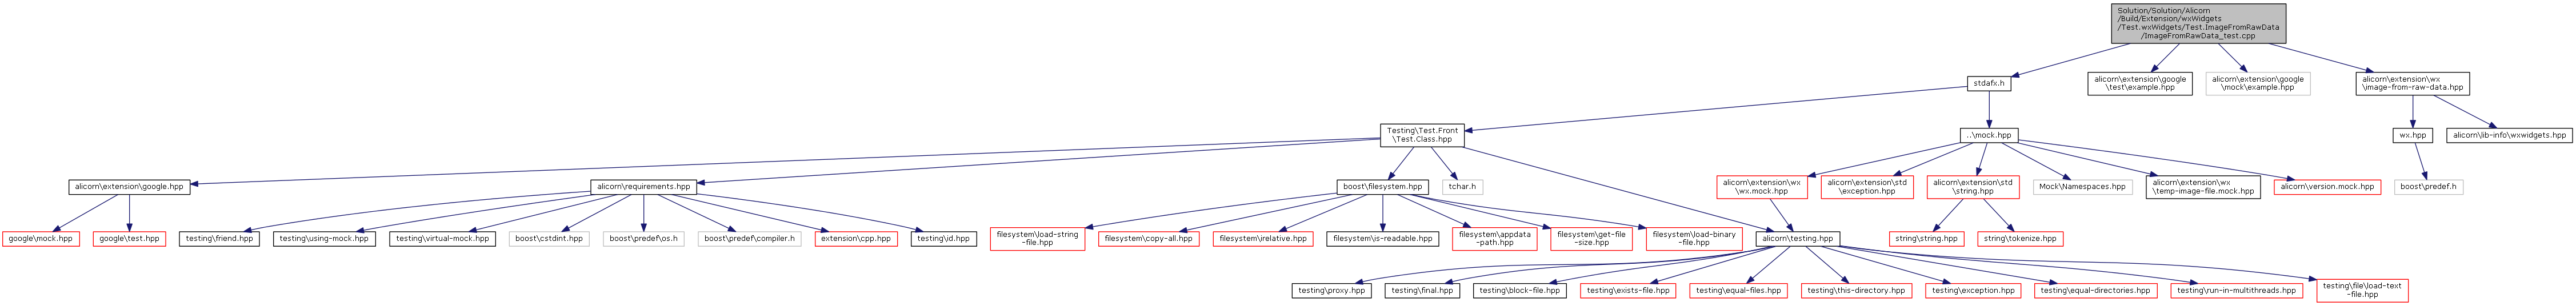 Solution/Solution/Alicorn
/Build/Extension/wxWidgets
/Test.wxWidgets/Test.ImageFromRawData
/ImageFromRawData_test.cpp
stdafx.h
alicorn\extension\google
\test\example.hpp
alicorn\extension\google
\mock\example.hpp
alicorn\extension\wx
\image-from-raw-data.hpp
Testing\Test.Front
\Test.Class.hpp
..\mock.hpp
wx.hpp
alicorn\lib-info\wxwidgets.hpp
alicorn\extension\google.hpp
alicorn\requirements.hpp
boost\filesystem.hpp
tchar.h
alicorn\extension\wx
\wx.mock.hpp
alicorn\extension\std
\exception.hpp
alicorn\extension\std
\string.hpp
Mock\Namespaces.hpp
alicorn\extension\wx
\temp-image-file.mock.hpp
alicorn\version.mock.hpp
boost\predef.h
google\mock.hpp
google\test.hpp
testing\friend.hpp
testing\using-mock.hpp
testing\virtual-mock.hpp
boost\cstdint.hpp
boost\predef\os.h
boost\predef\compiler.h
extension\cpp.hpp
testing\id.hpp
filesystem\load-string
-file.hpp
filesystem\copy-all.hpp
filesystem\relative.hpp
filesystem\is-readable.hpp
filesystem\appdata
-path.hpp
filesystem\get-file
-size.hpp
filesystem\load-binary
-file.hpp
alicorn\testing.hpp
string\string.hpp
string\tokenize.hpp
testing\proxy.hpp
testing\final.hpp
testing\block-file.hpp
testing\exists-file.hpp
testing\equal-files.hpp
testing\this-directory.hpp
testing\exception.hpp
testing\equal-directories.hpp
testing\run-in-multithreads.hpp
testing\file\load-text
-file.hpp